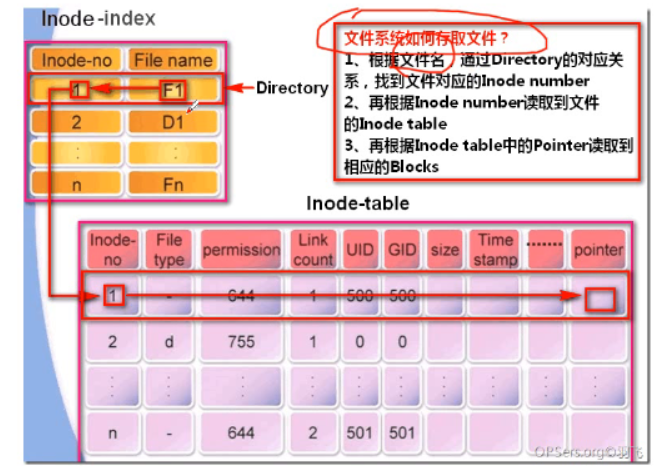 Inode-index
Inode-no File name
1 F1
2 D1
: :
n Fn
Directory
文件系统如何存取文件？
1、根据文件名，通过Directory的对应关
系，找到文件对应的Inode number
2、再根据Inode number读取到文件
的Inode table
3、再根据Inode table中的Pointer读取到
相应的Blocks
Inode-table
Inode-no File type permission Link count UID GID size Time stamp ....... pointer
1 - 644 1 500 500
2 d 755 1 0 0
: : : : : : : : : :
n - 644 2 501 501
OPSers.org©羽飞